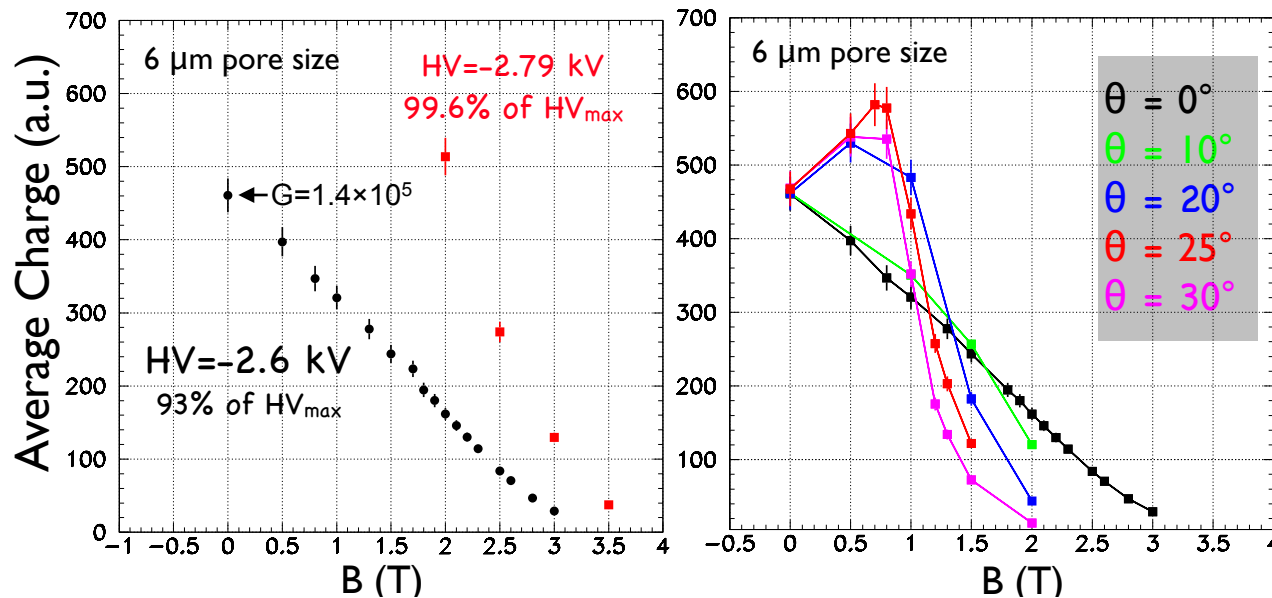 Average Charge (a.u.)
700
600
500
400
300
200
100
0
6 µm pore size
HV=-2.79 kV
99.6% of HVmax
G=1.4×10⁵
HV=-2.6 kV
93% of HVmax
-1 -0.5 0 0.5 1 1.5 2 2.5 3 3.5 4
B (T)
700
600
500
400
300
200
100
6 µm pore size
θ = 0°
θ = 10°
θ = 20°
θ = 25°
θ = 30°
-0.5 0 0.5 1 1.5 2 2.5 3 3.5 4
B (T)